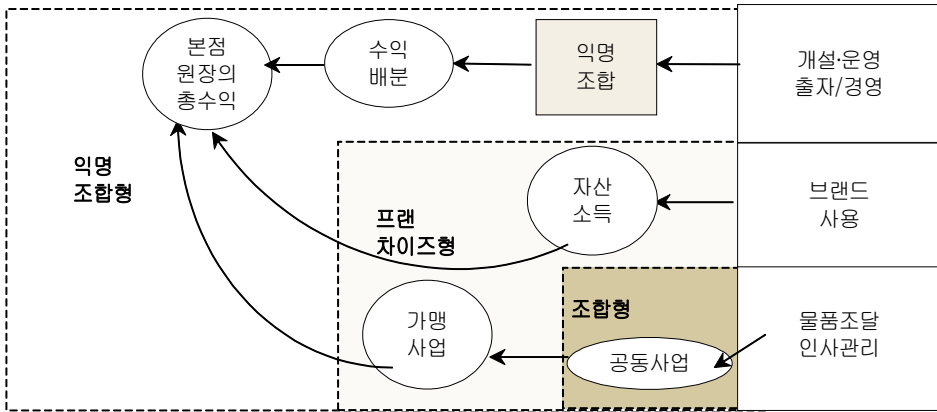 본점
원장의
총수익
수익
배분
익명
조합
개설·운영
출자/경영
익명
조합형
프랜
차이즈형
자산
소득
브랜드
사용
조합형
가맹
사업
공동사업
물품조달
인사관리